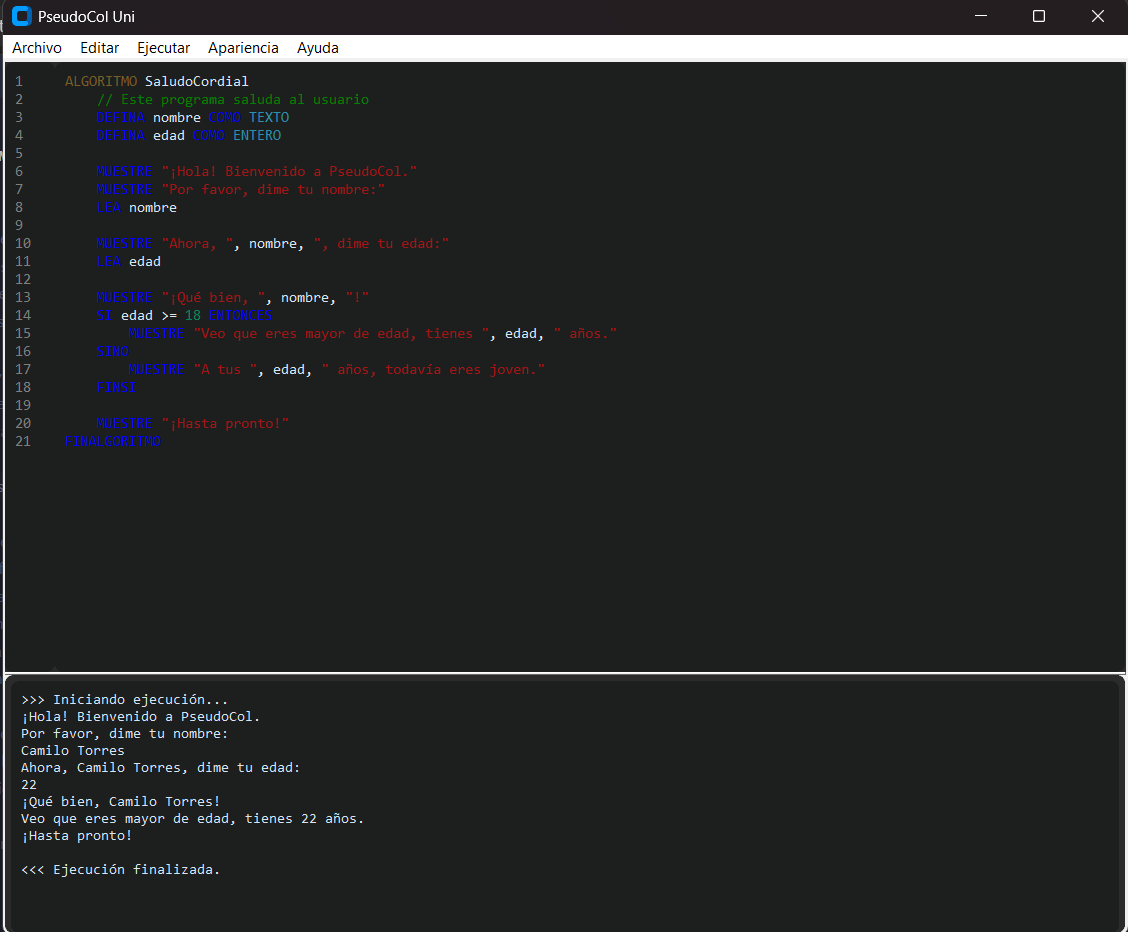 PseudoCol Uni
Archivo Editar Ejecutar Apariencia Ayuda
1 ALGORITMO SaludoCordial
2 // Este programa saluda al usuario
3 DEFINA nombre COMO TEXTO
4 DEFINA edad COMO ENTERO
5
6 MUESTRE "¡Hola! Bienvenido a PseudoCol."
7 MUESTRE "Por favor, dime tu nombre:"
8 LEA nombre
9
10 MUESTRE "Ahora, ", nombre, ", dime tu edad:"
11 LEA edad
12
13 MUESTRE "¡Qué bien, ", nombre, "!"
14 SI edad >= 18 ENTONCES
15 MUESTRE "Veo que eres mayor de edad, tienes ", edad, " años."
16 SINO
17 MUESTRE "A tus ", edad, " años, todavía eres joven."
18 FINSI
19
20 MUESTRE "¡Hasta pronto!"
21 FINALGORITMO
>>> Iniciando ejecución...
¡Hola! Bienvenido a PseudoCol.
Por favor, dime tu nombre:
Camilo Torres
Ahora, Camilo Torres, dime tu edad:
22
¡Qué bien, Camilo Torres!
Veo que eres mayor de edad, tienes 22 años.
¡Hasta pronto!
<<< Ejecución finalizada.